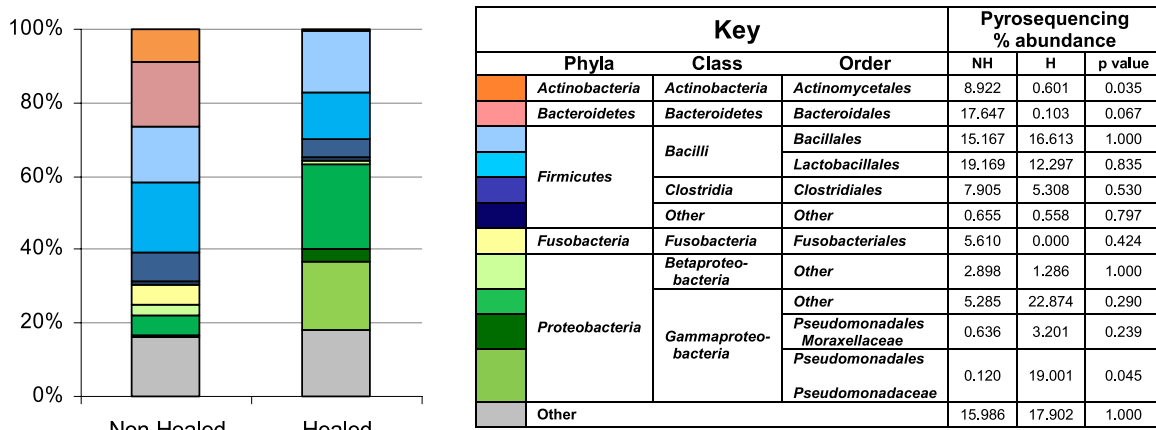 100%
80%
60%
40%
20%
0%
Non Healed Healed
Key Pyrosequencing
% abundance
Phyla Class Order NH H p value
Actinobacteria Actinobacteria Actinomycetales 8.922 0.601 0.035
Bacteroidetes Bacteroidetes Bacteroidales 17.647 0.103 0.067
Firmicutes Bacilli Bacillales 15.167 16.613 1.000
Lactobacillales 19.169 12.297 0.835
Clostridia Clostridiales 7.905 5.308 0.530
Other Other 0.655 0.558 0.797
Fusobacteria Fusobacteria Fusobacteriales 5.610 0.000 0.424
Proteobacteria Betaproteo-
bacteria Other 2.898 1.286 1.000
Gammaproteo-
bacteria Other 5.285 22.874 0.290
Pseudomonadales
Moraxellaceae 0.636 3.201 0.239
Pseudomonadales
Pseudomonadaceae 0.120 19.001 0.045
Other 15.986 17.902 1.000